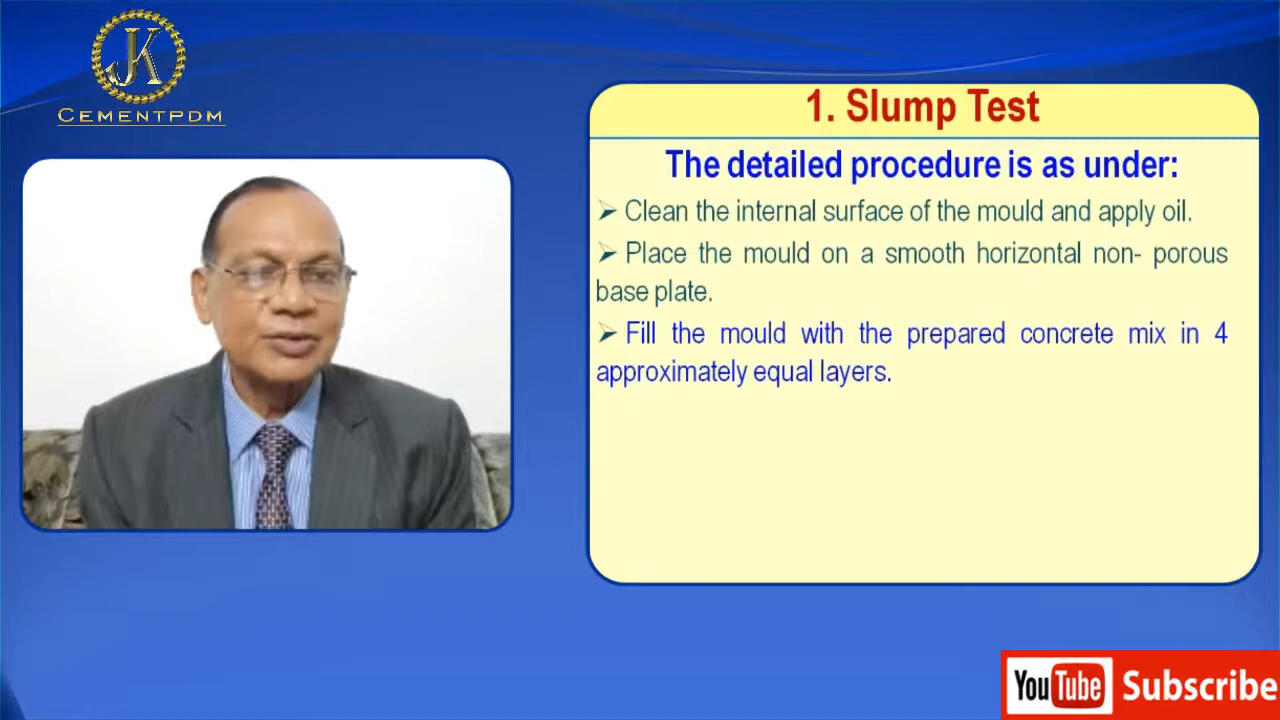 JK
CEMENTPDM
1. Slump Test
The detailed procedure is as under:
➢ Clean the internal surface of the mould and apply oil.
➢ Place the mould on a smooth horizontal non- porous
base plate.
➢ Fill the mould with the prepared concrete mix in 4
approximately equal layers.
YouTube Subscribe